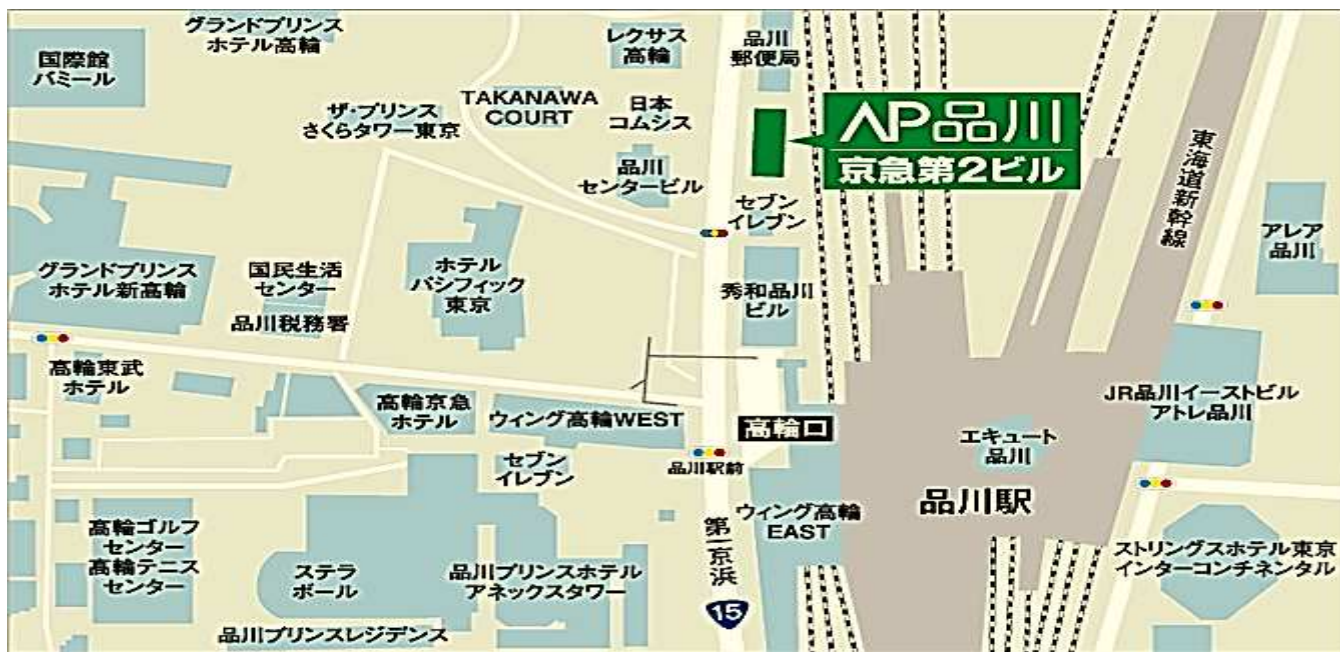 グランドプリンス
ホテル高輪
国際館
パミール
レクサス
高輪
品川
郵便局
ザ・プリンス
さくらタワー東京
TAKANAWA
COURT
日本
コムシス
品川
センタービル
AP品川
京急第2ビル
東海道新幹線
セブン
イレブン
アレア
品川
グランドプリンス
ホテル新高輪
国民生活
センター
品川税務署
ホテル
パシフィック
東京
秀和品川
ビル
高輪東武
ホテル
高輪京急
ホテル
ウィング高輪WEST
高輪口
JR品川イーストビル
アトレ品川
エキュート
品川
セブン
イレブン
品川駅前
品川駅
高輪ゴルフ
センター
高輪テニス
センター
ステラ
ボール
品川プリンスホテル
アネックスタワー
第一京浜
15
ウィング高輪
EAST
ストリングスホテル東京
インターコンチネンタル
品川プリンスレジデンス